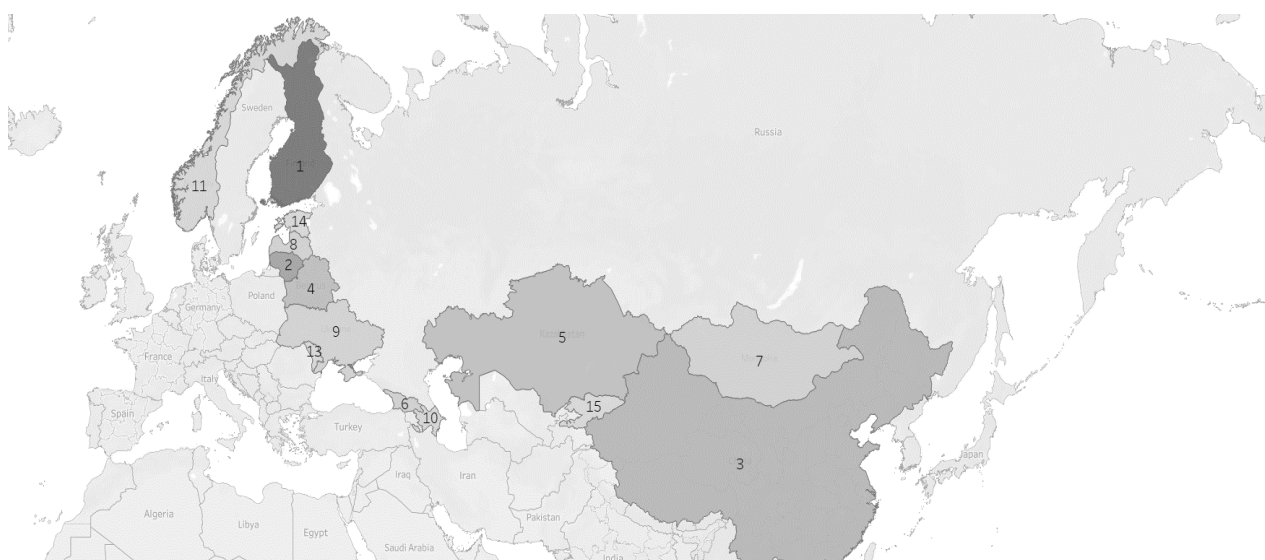 Sweden
Russia
1
11
14
8
2
4
Poland
Germany
9
5
7
13
France
Italy
6
10
15
Spain
Turkey
3
Japan
Iraq
Iran
Algeria
Libya
Egypt
Pakistan
Saudi Arabia
India